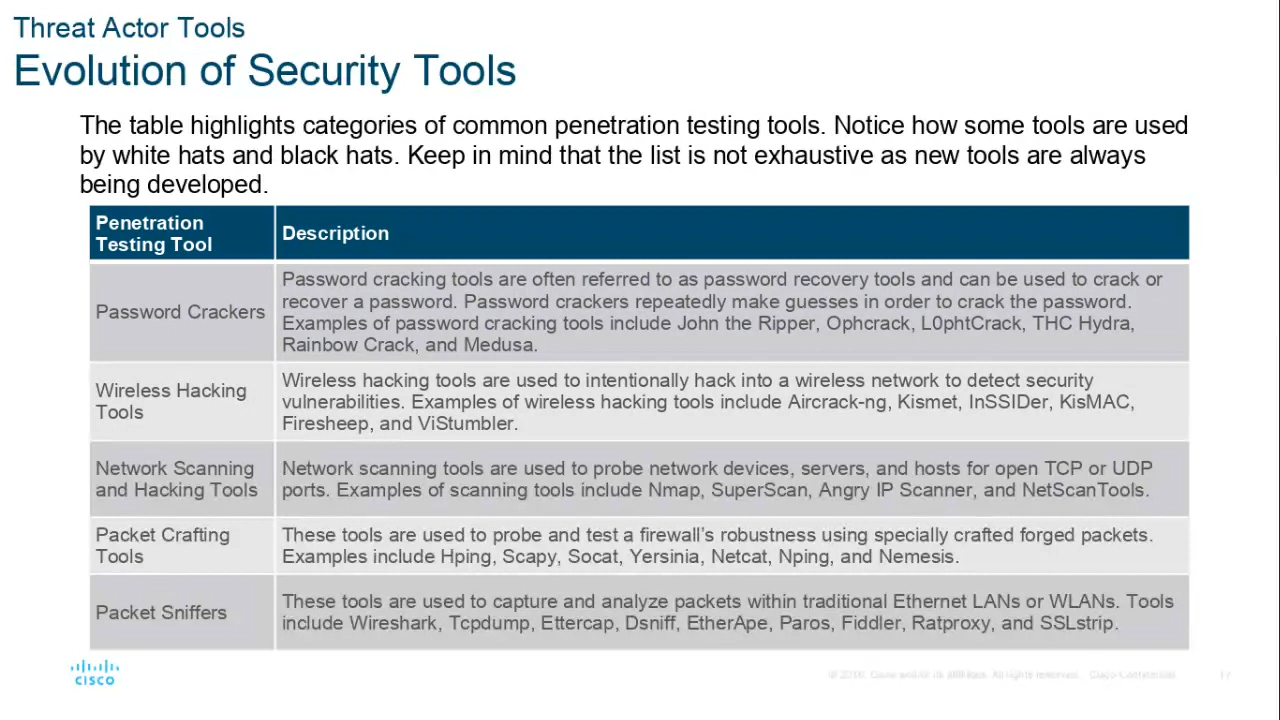 Threat Actor Tools
Evolution of Security Tools
The table highlights categories of common penetration testing tools. Notice how some tools are used
by white hats and black hats. Keep in mind that the list is not exhaustive as new tools are always
being developed.
Penetration
Testing Tool
Description
Password Crackers
Password cracking tools are often referred to as password recovery tools and can be used to crack or
recover a password. Password crackers repeatedly make guesses in order to crack the password.
Examples of password cracking tools include John the Ripper, Ophcrack, L0phtCrack, THC Hydra,
Rainbow Crack, and Medusa.
Wireless Hacking
Tools
Wireless hacking tools are used to intentionally hack into a wireless network to detect security
vulnerabilities. Examples of wireless hacking tools include Aircrack-ng, Kismet, InSSIDer, KisMAC,
Firesheep, and ViStumbler.
Network Scanning
and Hacking Tools
Network scanning tools are used to probe network devices, servers, and hosts for open TCP or UDP
ports. Examples of scanning tools include Nmap, SuperScan, Angry IP Scanner, and NetScanTools.
Packet Crafting
Tools
These tools are used to probe and test a firewall’s robustness using specially crafted forged packets.
Examples include Hping, Scapy, Socat, Yersinia, Netcat, Nping, and Nemesis.
Packet Sniffers
These tools are used to capture and analyze packets within traditional Ethernet LANs or WLANs. Tools
include Wireshark, Tcpdump, Ettercap, Dsniff, EtherApe, Paros, Fiddler, Ratproxy, and SSLstrip.
CISCO
© Cisco and/or its affiliates. All rights reserved. Cisco Confidential
17